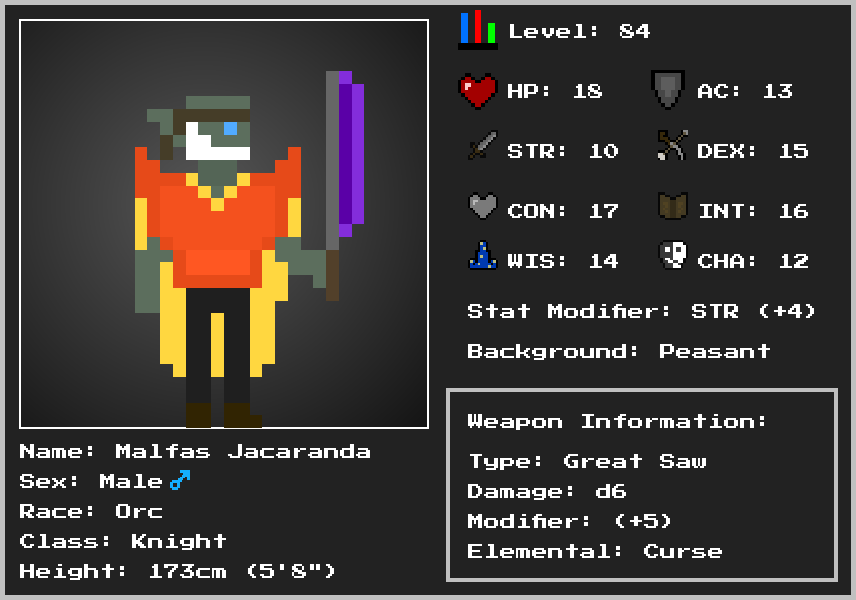 Level: 84
HP: 18 AC: 13
STR: 10 DEX: 15
CON: 17 INT: 16
WIS: 14 CHA: 12
Stat Modifier: STR (+4)
Background: Peasant
Weapon Information:
Type: Great Saw
Damage: d6
Modifier: (+5)
Elemental: Curse
Name: Malfas Jacaranda
Sex: Male ♂
Race: Orc
Class: Knight
Height: 173cm (5'8")